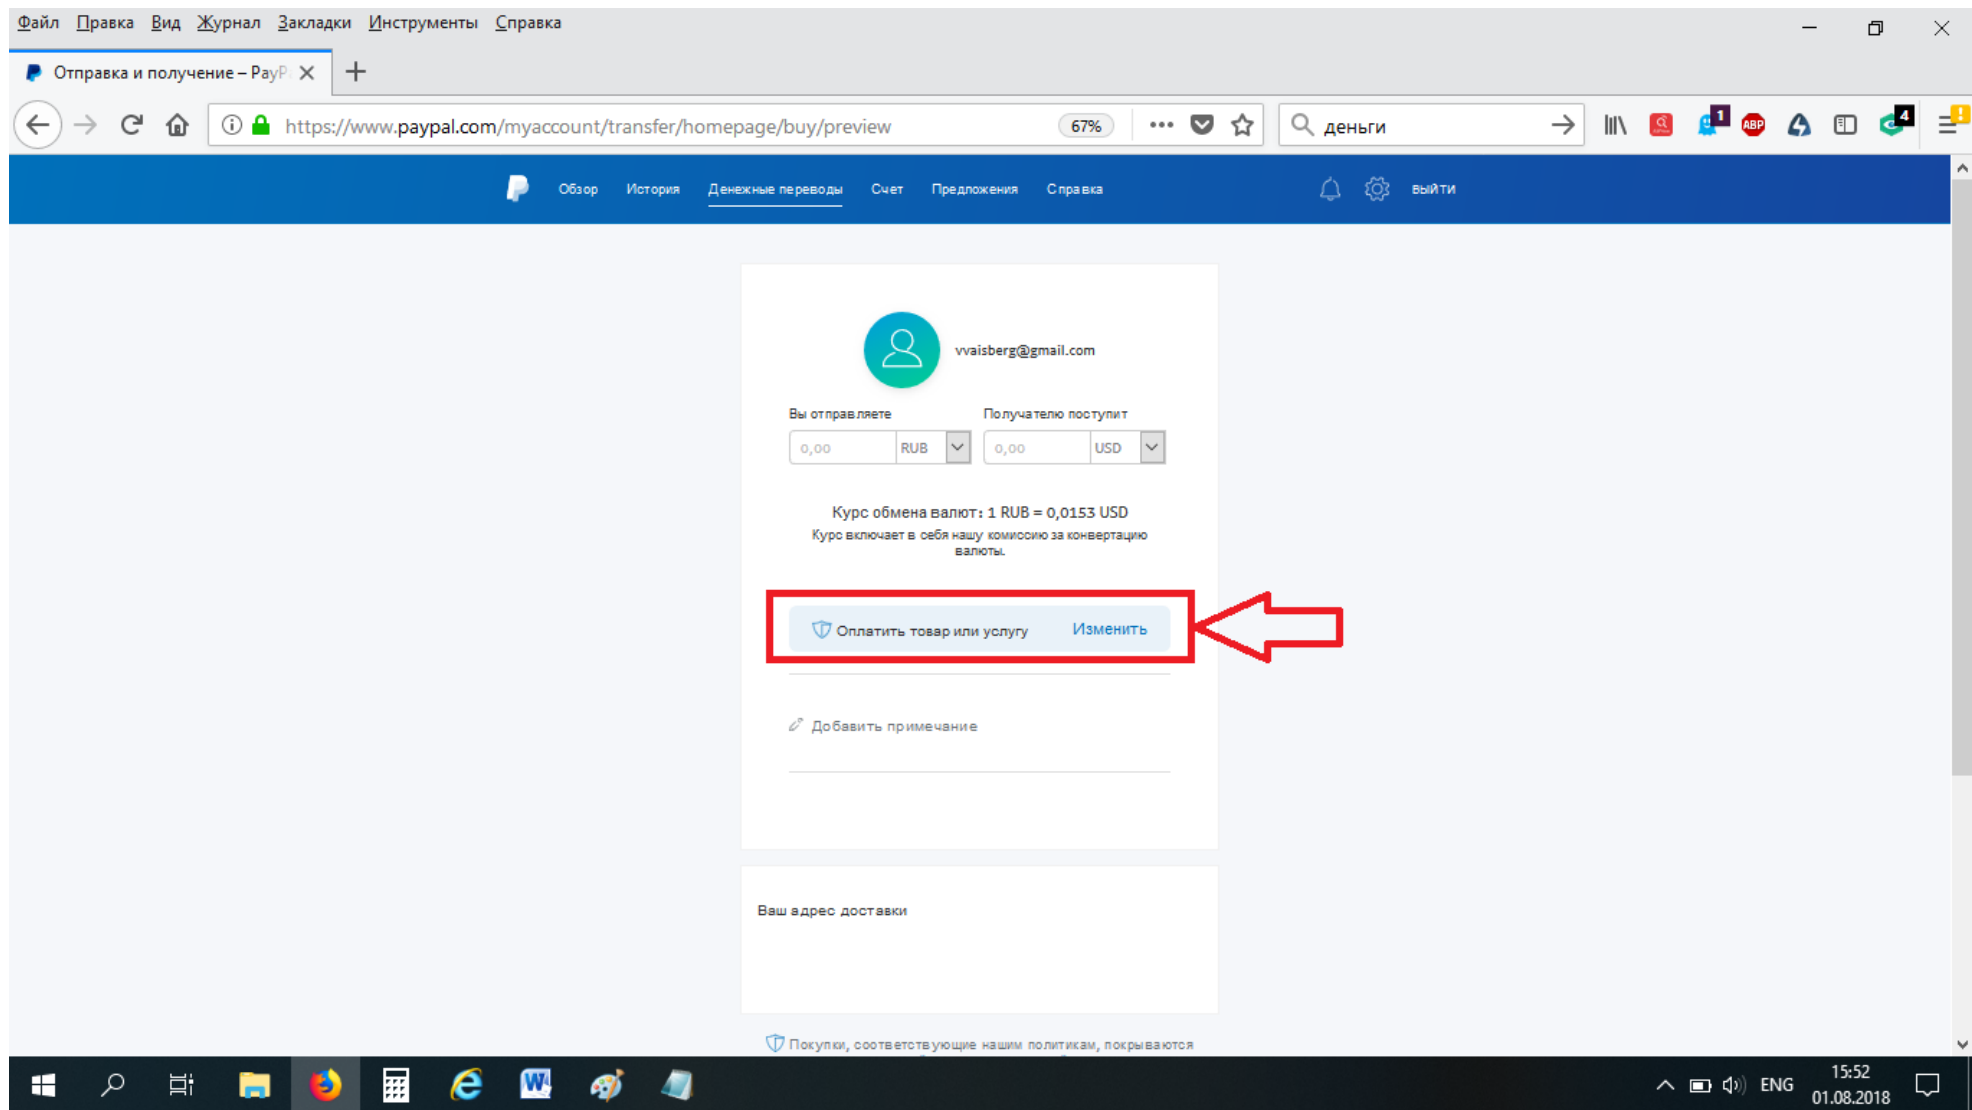 Файл Правка Вид Журнал Закладки Инструменты Справка
Отправка и получение – PayP
https://www.paypal.com/myaccount/transfer/homepage/buy/preview 67% деньги 1 ABP 4
Обзор История Денежные переводы Счет Предложения Справка выйти
vvaisberg@gmail.com
Вы отправляете Получателю поступит
0,00 RUB 0,00 USD
Курс обмена валют: 1 RUB = 0,0153 USD
Курс включает в себя нашу комиссию за конвертацию
валюты.
Оплатить товар или услугу Изменить
Добавить примечание
Ваш адрес доставки
Покупки, соответствующие нашим политикам, покрываются
ENG 15:52
01.08.2018